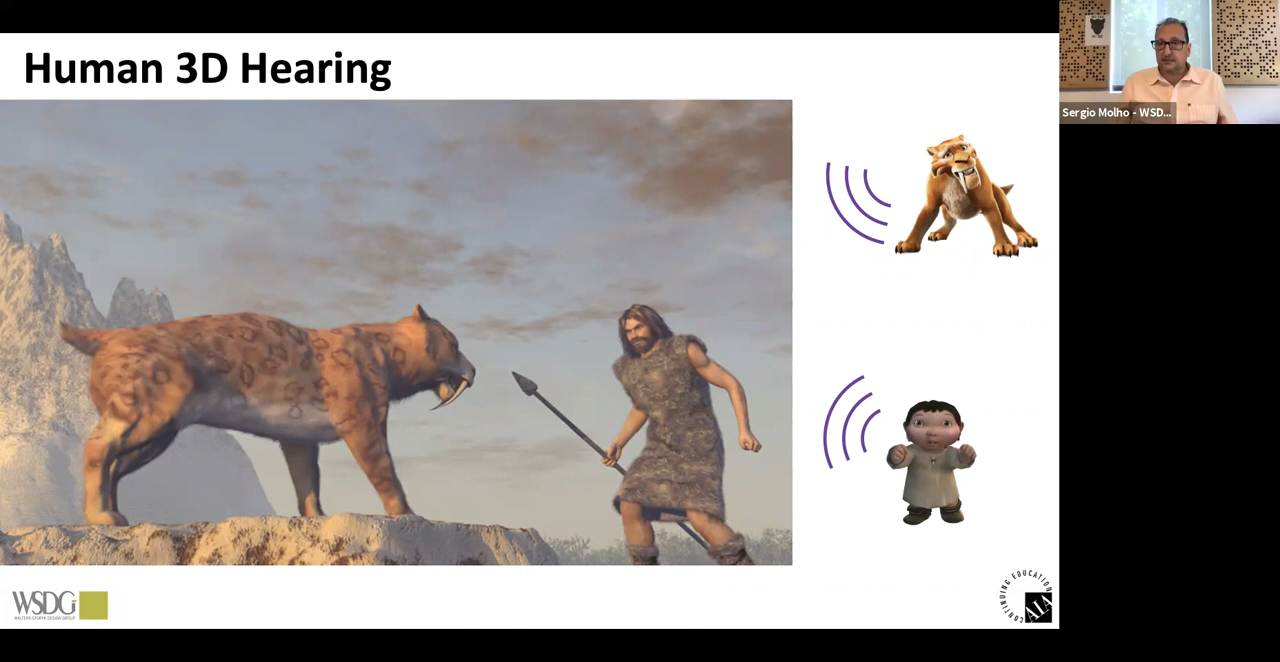 Human 3D Hearing
Sergio Molho - WSD...
WSDG
WALTERS-STORYK DESIGN GROUP
CONTINUING EDUCATION
AIA